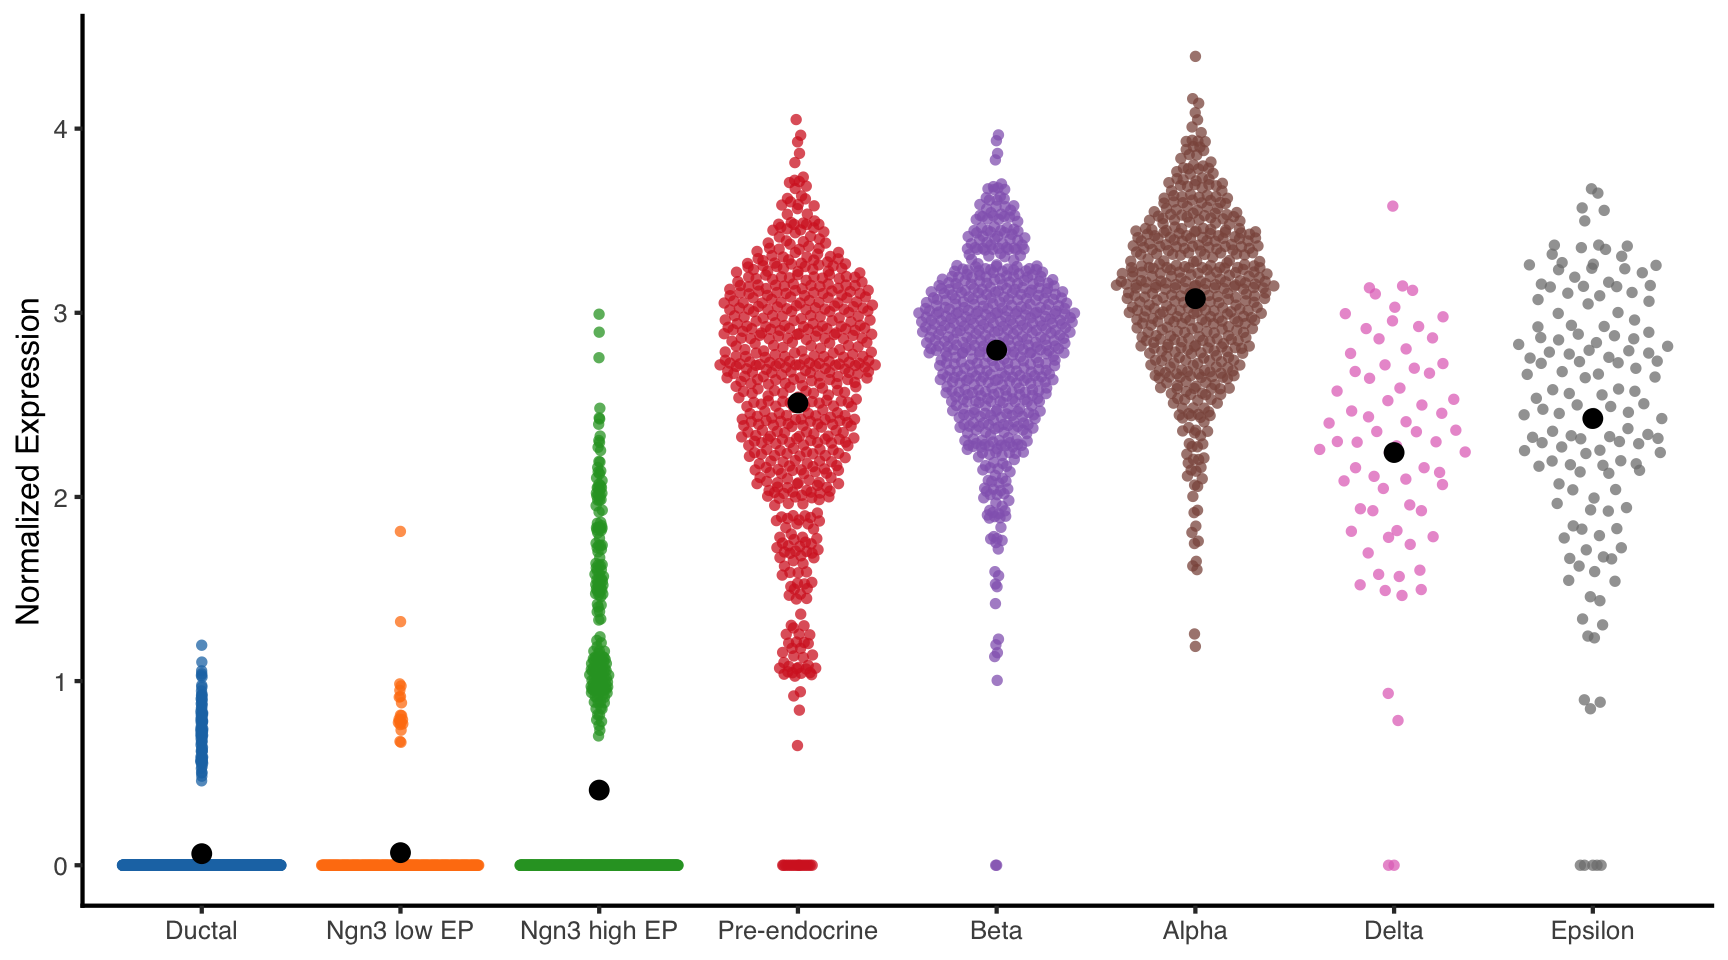 Normalized Expression
4
3
2
1
0
Ductal Ngn3 low EP Ngn3 high EP Pre-endocrine Beta Alpha Delta Epsilon